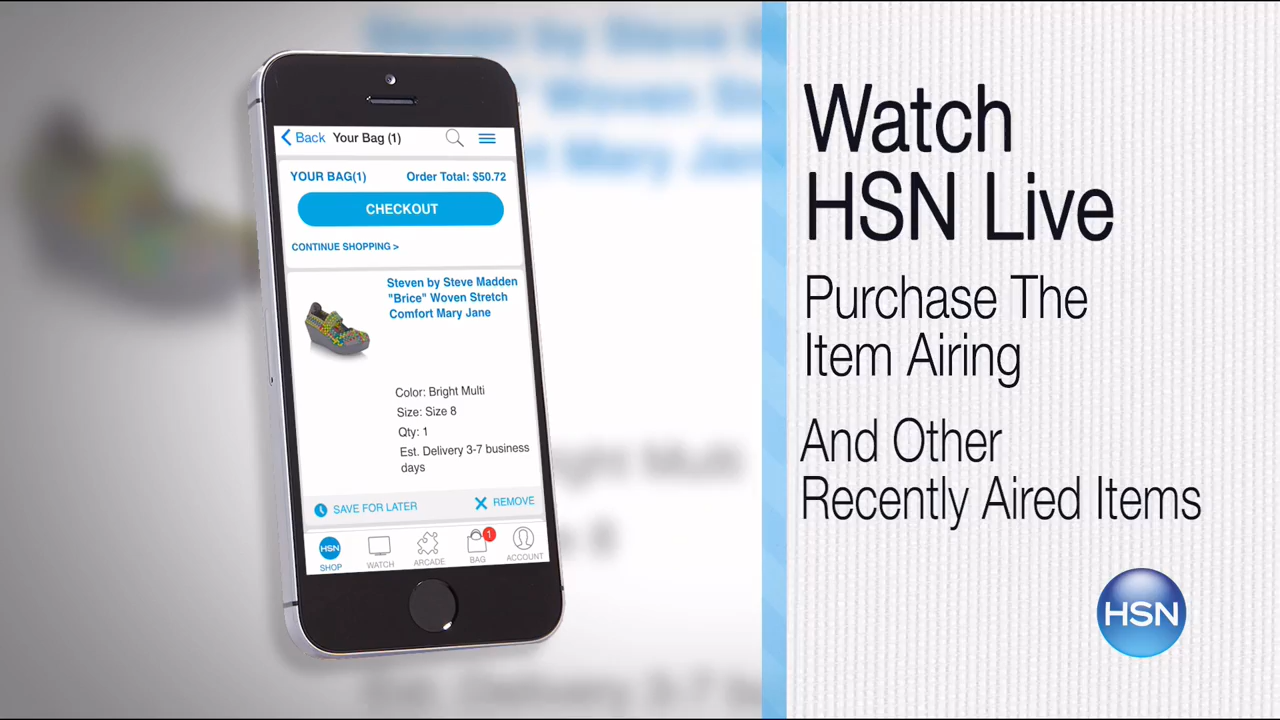 Back Your Bag (1)
YOUR BAG(1) Order Total: $50.72
CHECKOUT
CONTINUE SHOPPING >
Steven by Steve Madden
"Brice" Woven Stretch
Comfort Mary Jane
Color: Bright Multi
Size: Size 8
Qty: 1
Est. Delivery 3-7 business
days
SAVE FOR LATER REMOVE
HSN 1
SHOP WATCH ARCADE BAG ACCOUNT
Watch
HSN Live
Purchase The
Item Airing
And Other
Recently Aired Items
HSN